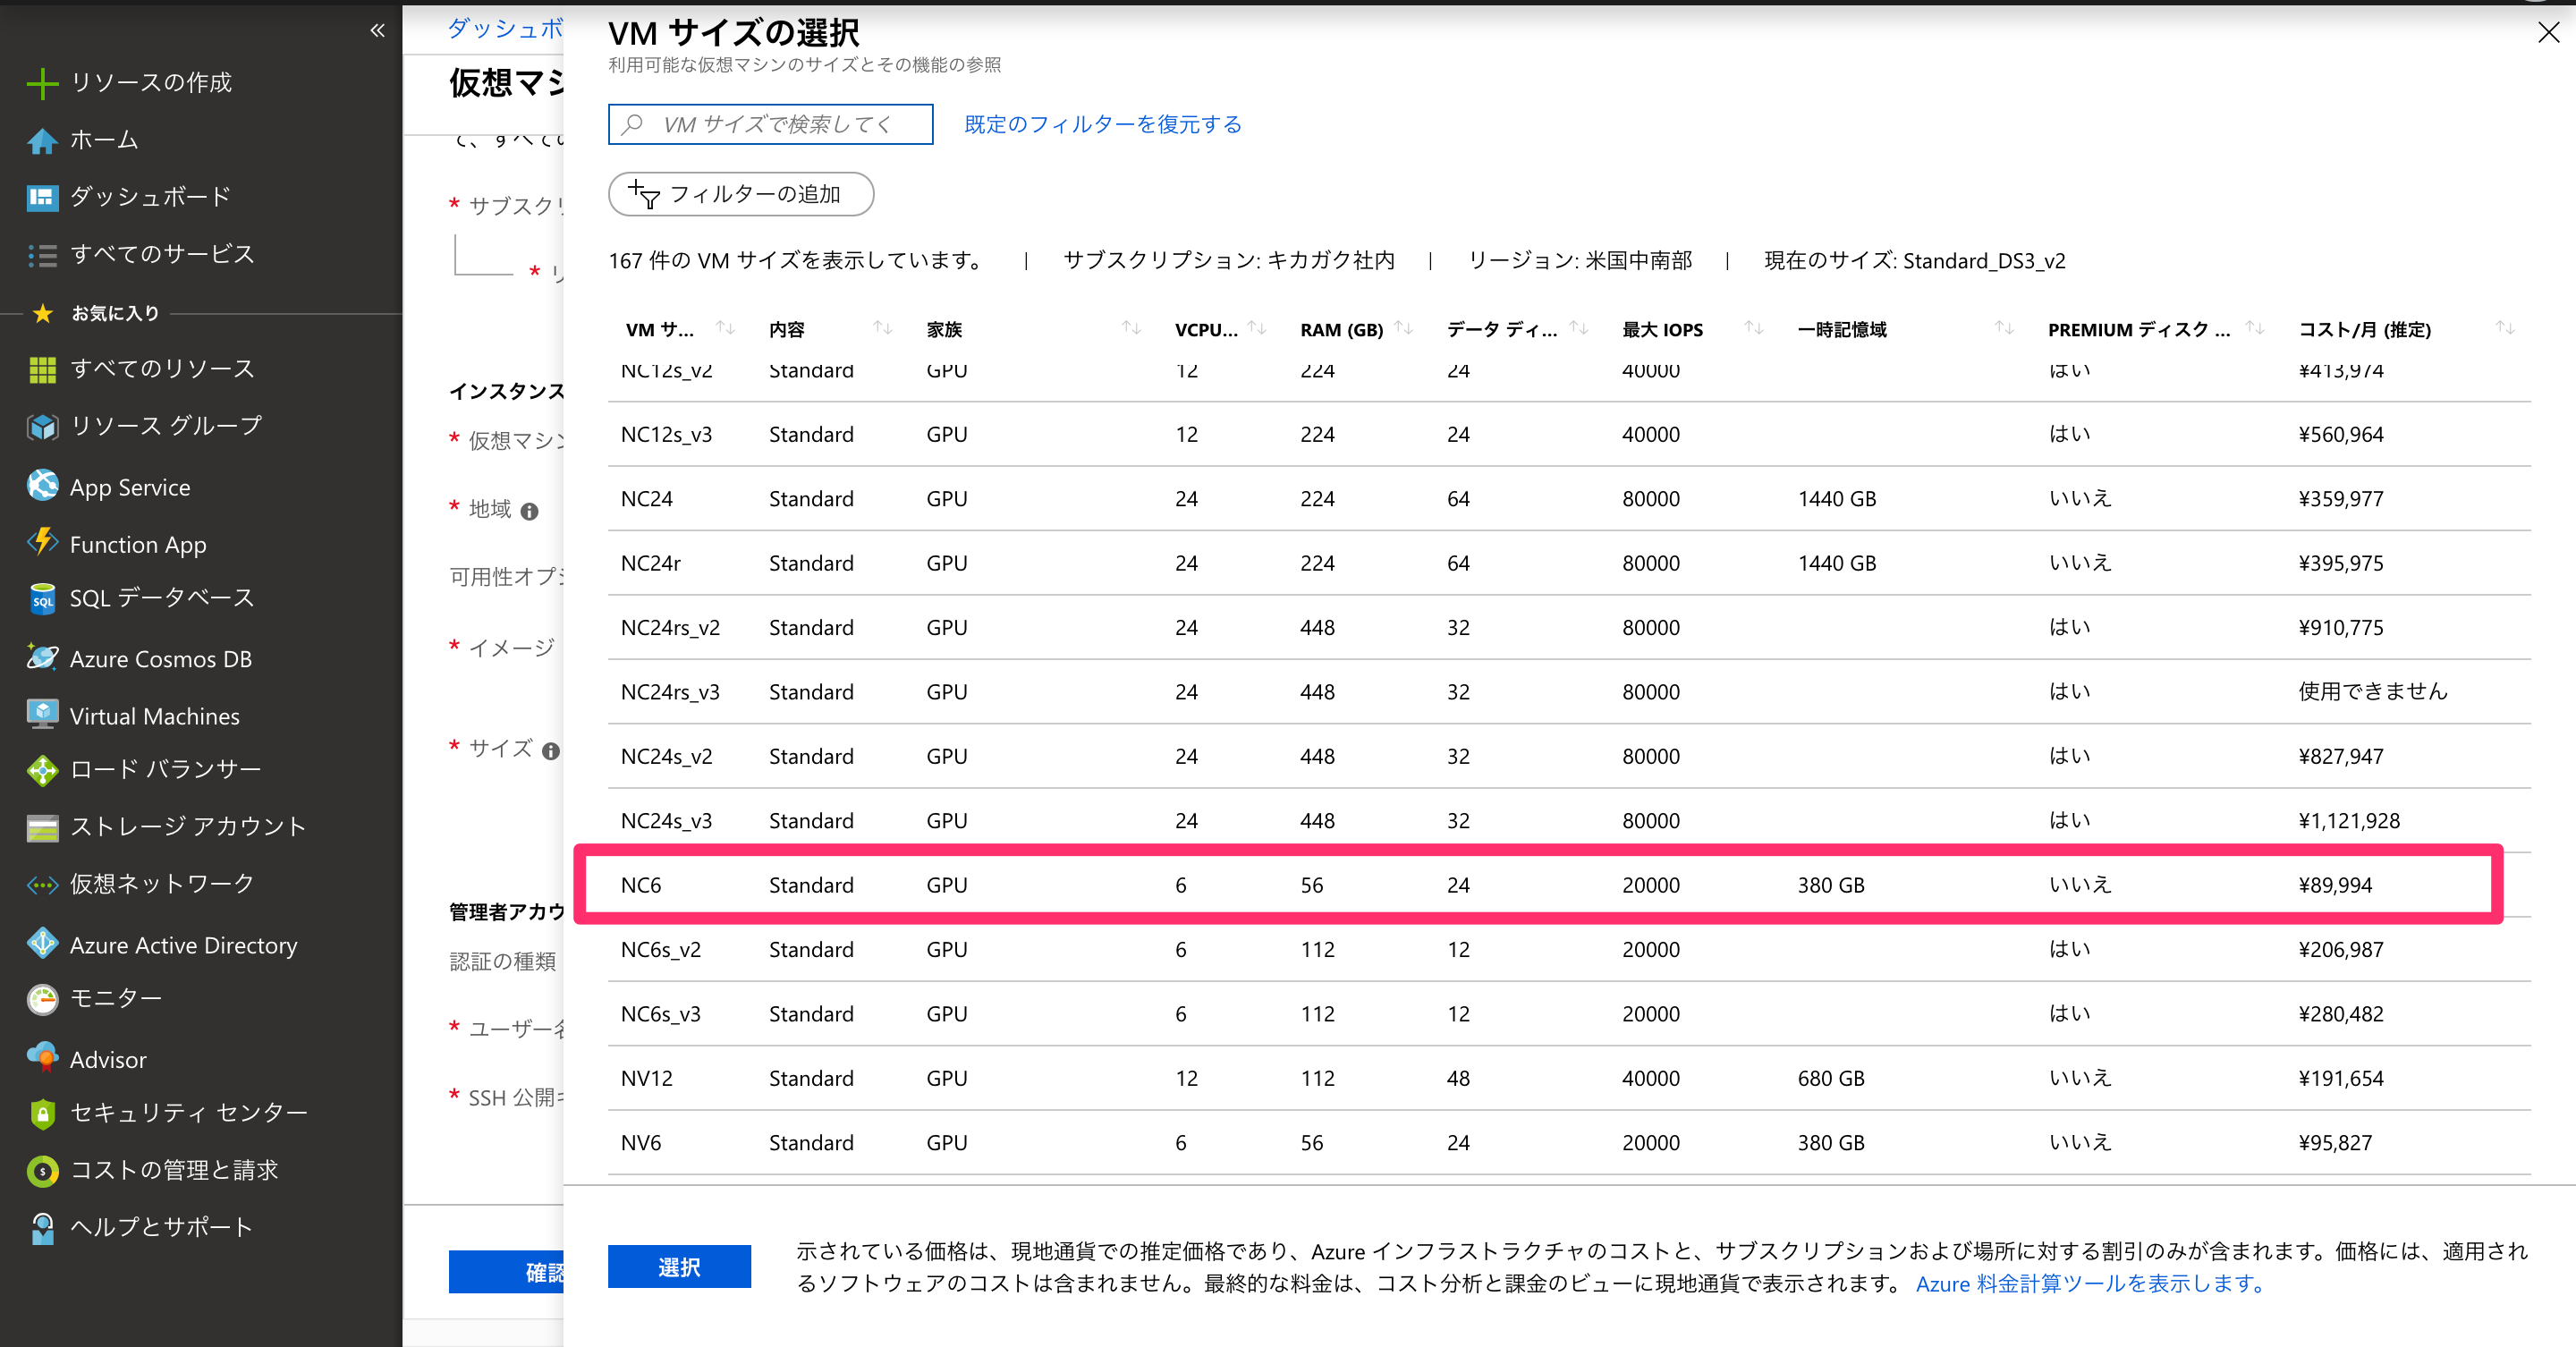 «
リソースの作成
ホーム
ダッシュボード
すべてのサービス
お気に入り
すべてのリソース
リソース グループ
App Service
Function App
SQL データベース
Azure Cosmos DB
Virtual Machines
ロード バランサー
ストレージ アカウント
仮想ネットワーク
Azure Active Directory
モニター
Advisor
セキュリティ センター
コストの管理と請求
ヘルプとサポート
ダッシュボ
仮想マシ
て、すべての
* サブスクリ
* リ
インスタンス
* 仮想マシン
* 地域
可用性オプシ
* イメージ
* サイズ
管理者アカウ
認証の種類
* ユーザー名
* SSH 公開キ
確認
VM サイズの選択
利用可能な仮想マシンのサイズとその機能の参照
VM サイズで検索してく
既定のフィルターを復元する
フィルターの追加
167 件の VM サイズを表示しています。 | サブスクリプション: キカガク社内 | リージョン: 米国中南部 | 現在のサイズ: Standard_DS3_v2
VM サ... 内容 家族 VCPU... RAM (GB) データ ディ... 最大 IOPS 一時記憶域 PREMIUM ディスク ... コスト/月 (推定)
NC12s_v2 Standard GPU 12 224 24 40000 はい ¥413,974
NC12s_v3 Standard GPU 12 224 24 40000 はい ¥560,964
NC24 Standard GPU 24 224 64 80000 1440 GB いいえ ¥359,977
NC24r Standard GPU 24 224 64 80000 1440 GB いいえ ¥395,975
NC24rs_v2 Standard GPU 24 448 32 80000 はい ¥910,775
NC24rs_v3 Standard GPU 24 448 32 80000 はい 使用できません
NC24s_v2 Standard GPU 24 448 32 80000 はい ¥827,947
NC24s_v3 Standard GPU 24 448 32 80000 はい ¥1,121,928
NC6 Standard GPU 6 56 24 20000 380 GB いいえ ¥89,994
NC6s_v2 Standard GPU 6 112 12 20000 はい ¥206,987
NC6s_v3 Standard GPU 6 112 12 20000 はい ¥280,482
NV12 Standard GPU 12 112 48 40000 680 GB いいえ ¥191,654
NV6 Standard GPU 6 56 24 20000 380 GB いいえ ¥95,827
選択
示されている価格は、現地通貨での推定価格であり、Azure インフラストラクチャのコストと、サブスクリプションおよび場所に対する割引のみが含まれます。価格には、適用され
るソフトウェアのコストは含まれません。最終的な料金は、コスト分析と課金のビューに現地通貨で表示されます。 Azure 料金計算ツールを表示します。